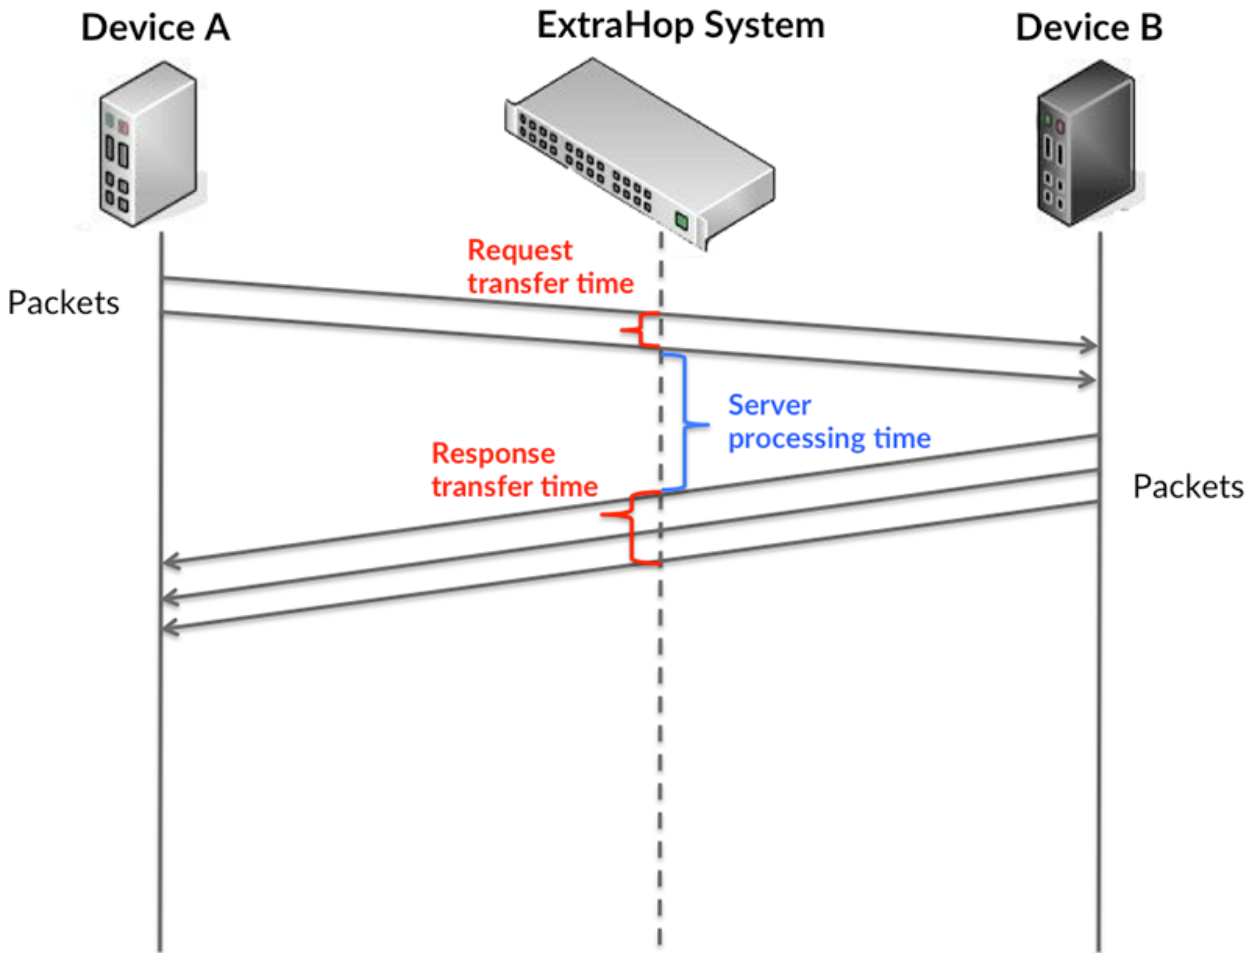 Device A
ExtraHop System
Device B
Request
transfer time
Packets
Server
processing time
Response
transfer time
Packets